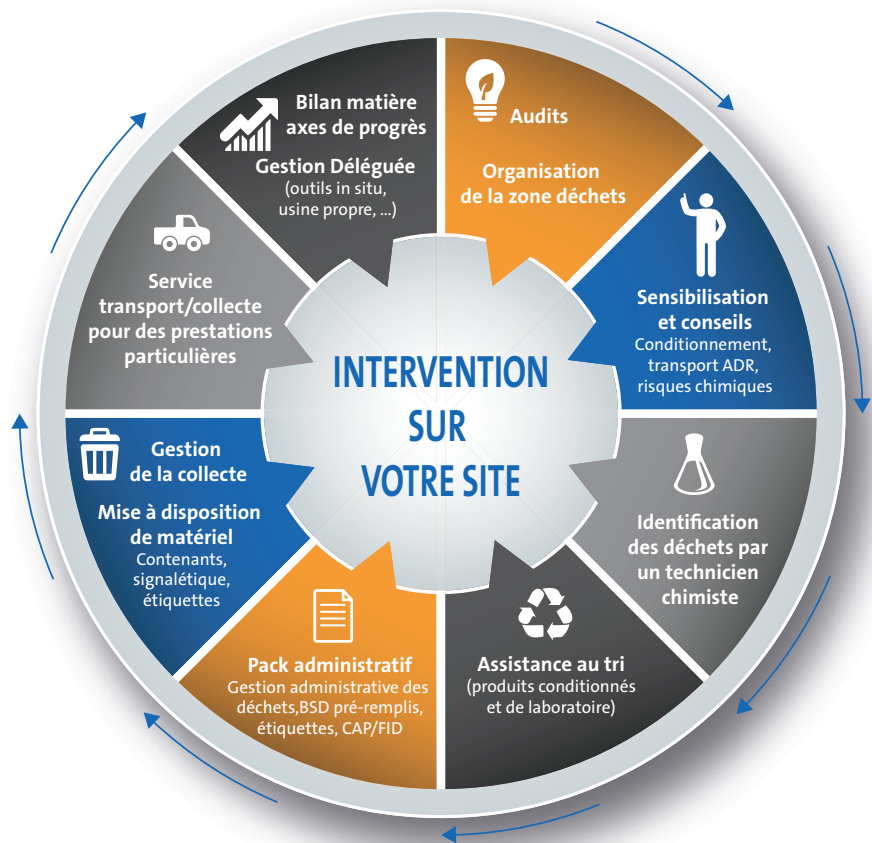 Audits
Organisation
de la zone déchets
Sensibilisation
et conseils
Conditionnement,
transport ADR,
risques chimiques
Identification
des déchets par
un technicien
chimiste
Assistance au tri
(produits conditionnés
et de laboratoire)
Pack administratif
Gestion administrative des
déchets,BSD pré-remplis,
étiquettes, CAP/FID
Gestion
de la collecte
Mise à disposition
de matériel
Contenants,
signalétique,
étiquettes
Service
transport/collecte
pour des prestations
particulières
Bilan matière
axes de progrès
Gestion Déléguée
(outils in situ,
usine propre, ...)
INTERVENTION
SUR
VOTRE SITE